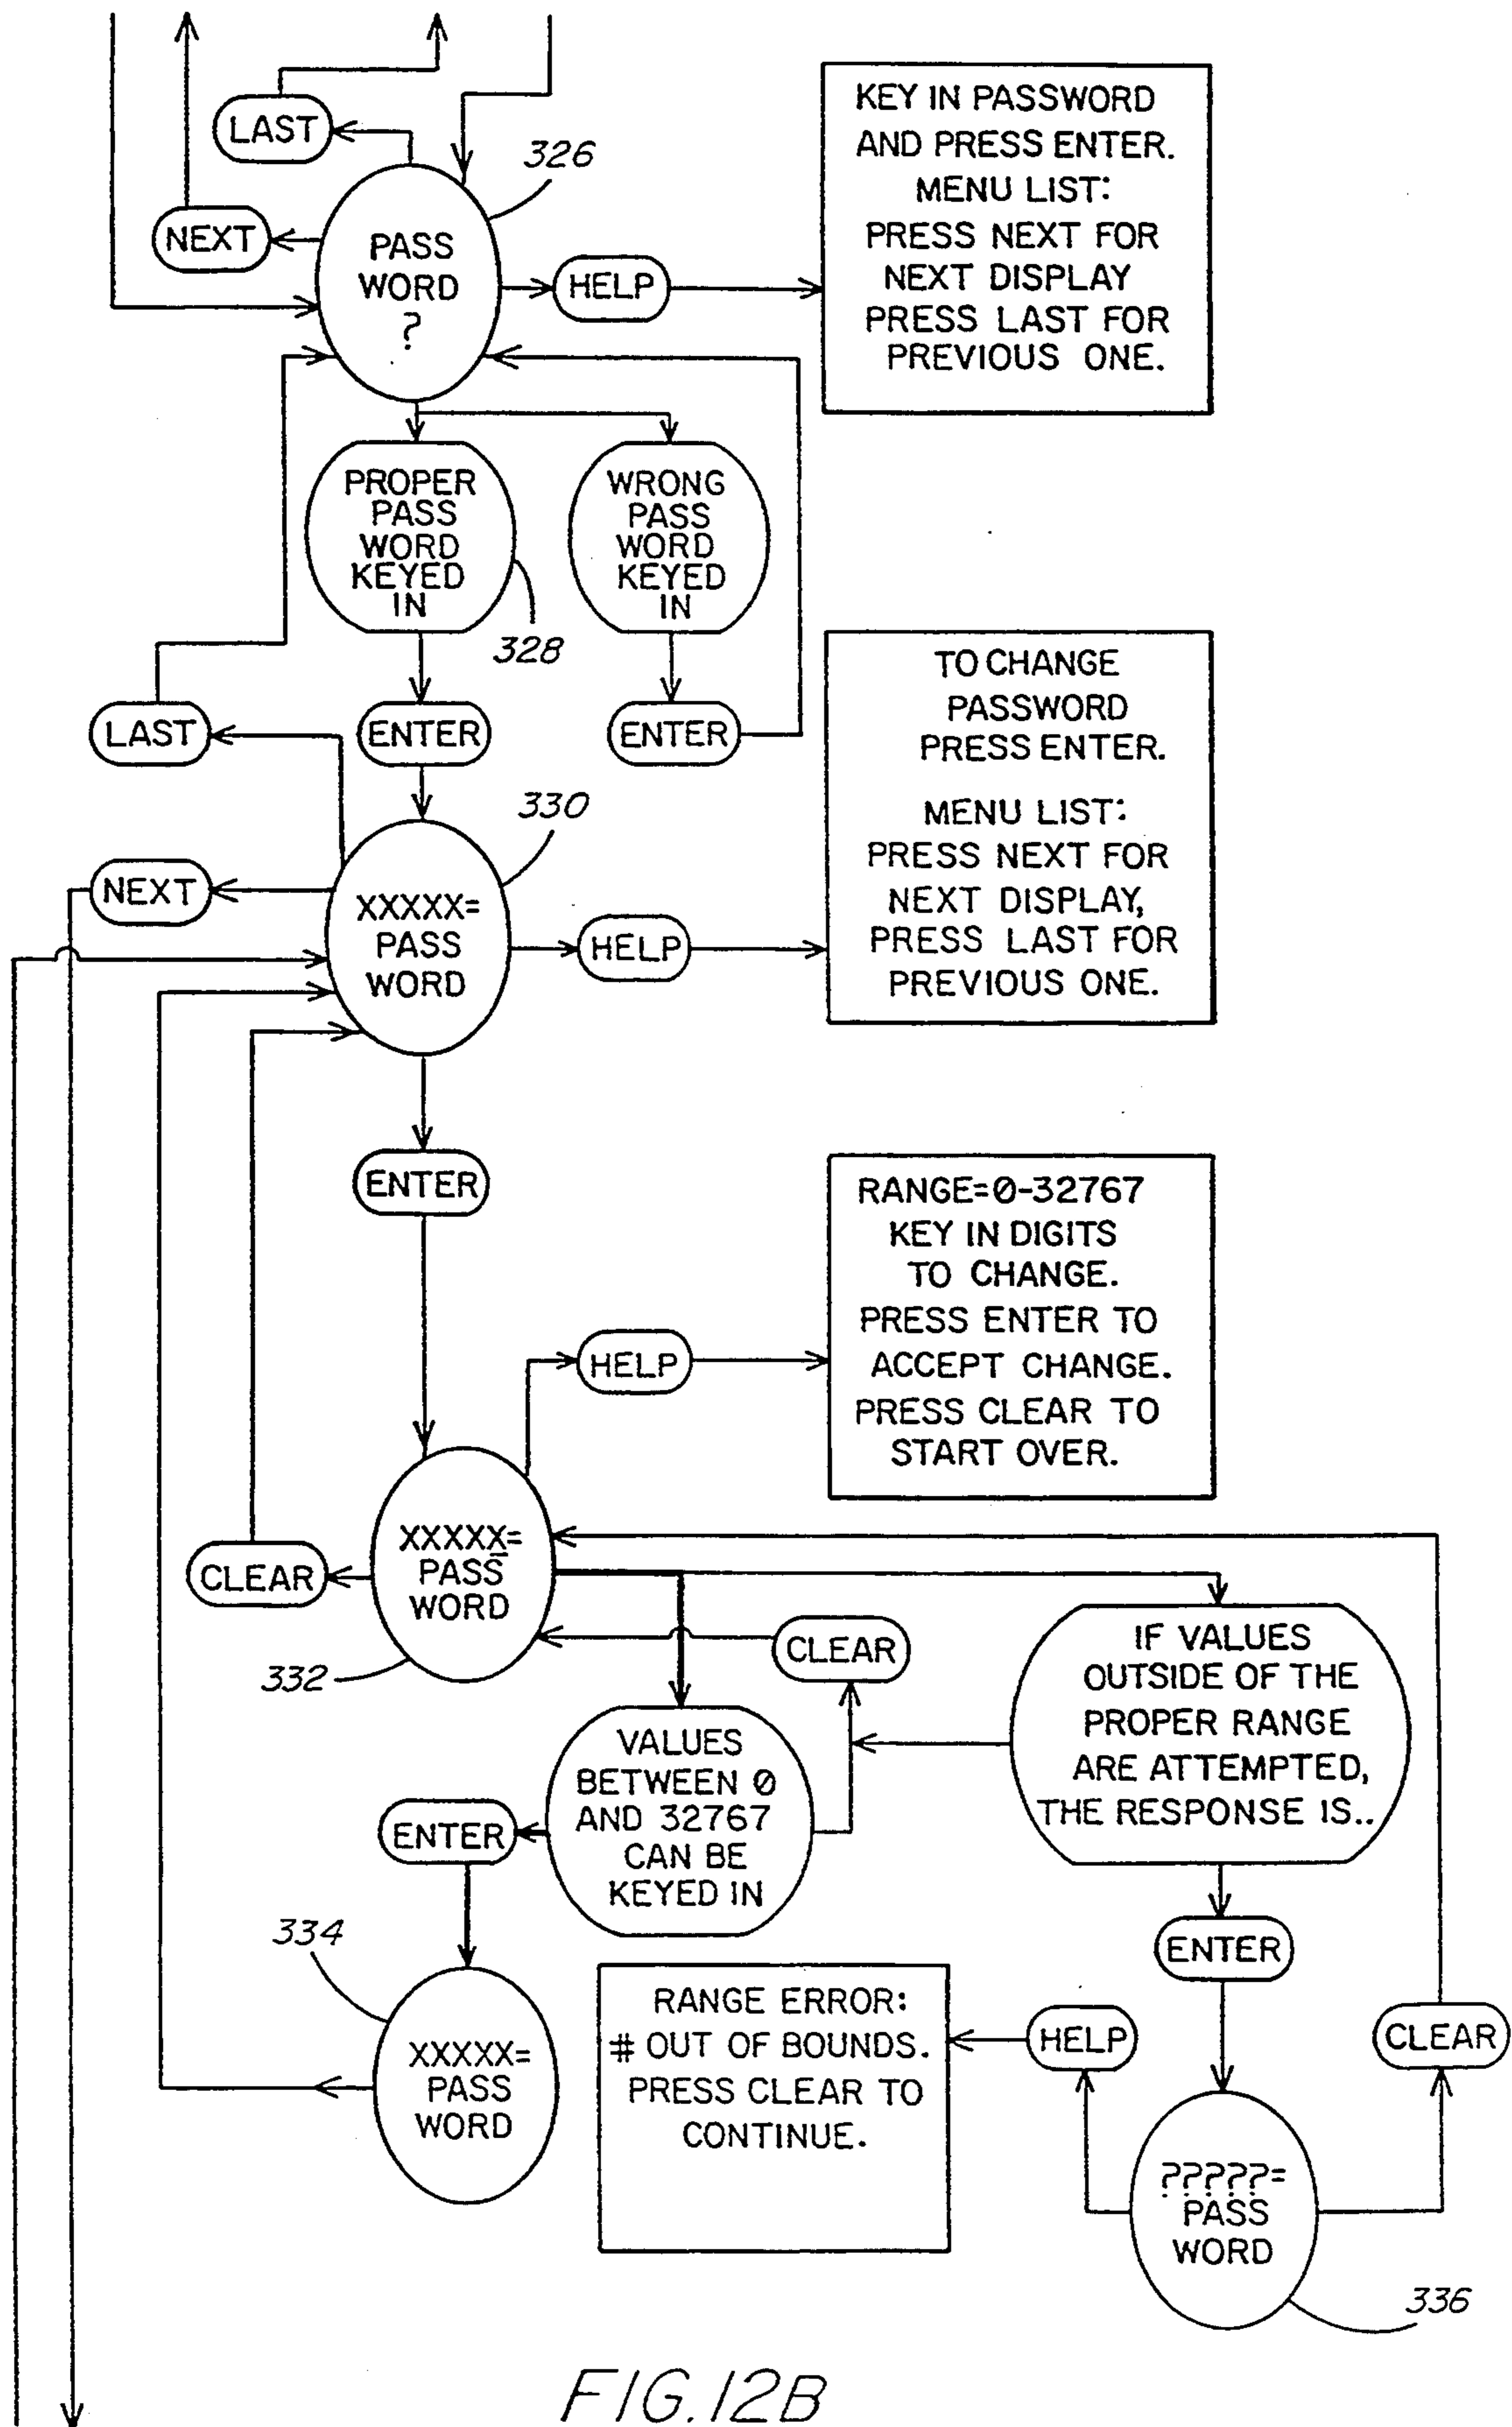 LAST
326
KEY IN PASSWORD
AND PRESS ENTER.
MENU LIST:
PRESS NEXT FOR
NEXT DISPLAY
PRESS LAST FOR
PREVIOUS ONE.
NEXT
PASS
WORD
?
HELP
PROPER
PASS
WORD
KEYED
IN
328
WRONG
PASS
WORD
KEYED
IN
LAST
ENTER
ENTER
TO CHANGE
PASSWORD
PRESS ENTER.
MENU LIST:
PRESS NEXT FOR
NEXT DISPLAY,
PRESS LAST FOR
PREVIOUS ONE.
330
NEXT
XXXXX=
PASS
WORD
HELP
ENTER
RANGE=0-32767
KEY IN DIGITS
TO CHANGE.
PRESS ENTER TO
ACCEPT CHANGE.
PRESS CLEAR TO
START OVER.
HELP
CLEAR
XXXXX=
PASS
WORD
332
CLEAR
IF VALUES
OUTSIDE OF THE
PROPER RANGE
ARE ATTEMPTED,
THE RESPONSE IS..
VALUES
BETWEEN 0
AND 32767
CAN BE
KEYED IN
ENTER
ENTER
334
XXXXX=
PASS
WORD
RANGE ERROR:
# OUT OF BOUNDS.
PRESS CLEAR TO
CONTINUE.
HELP
CLEAR
?????=
PASS
WORD
336
FIG.12B